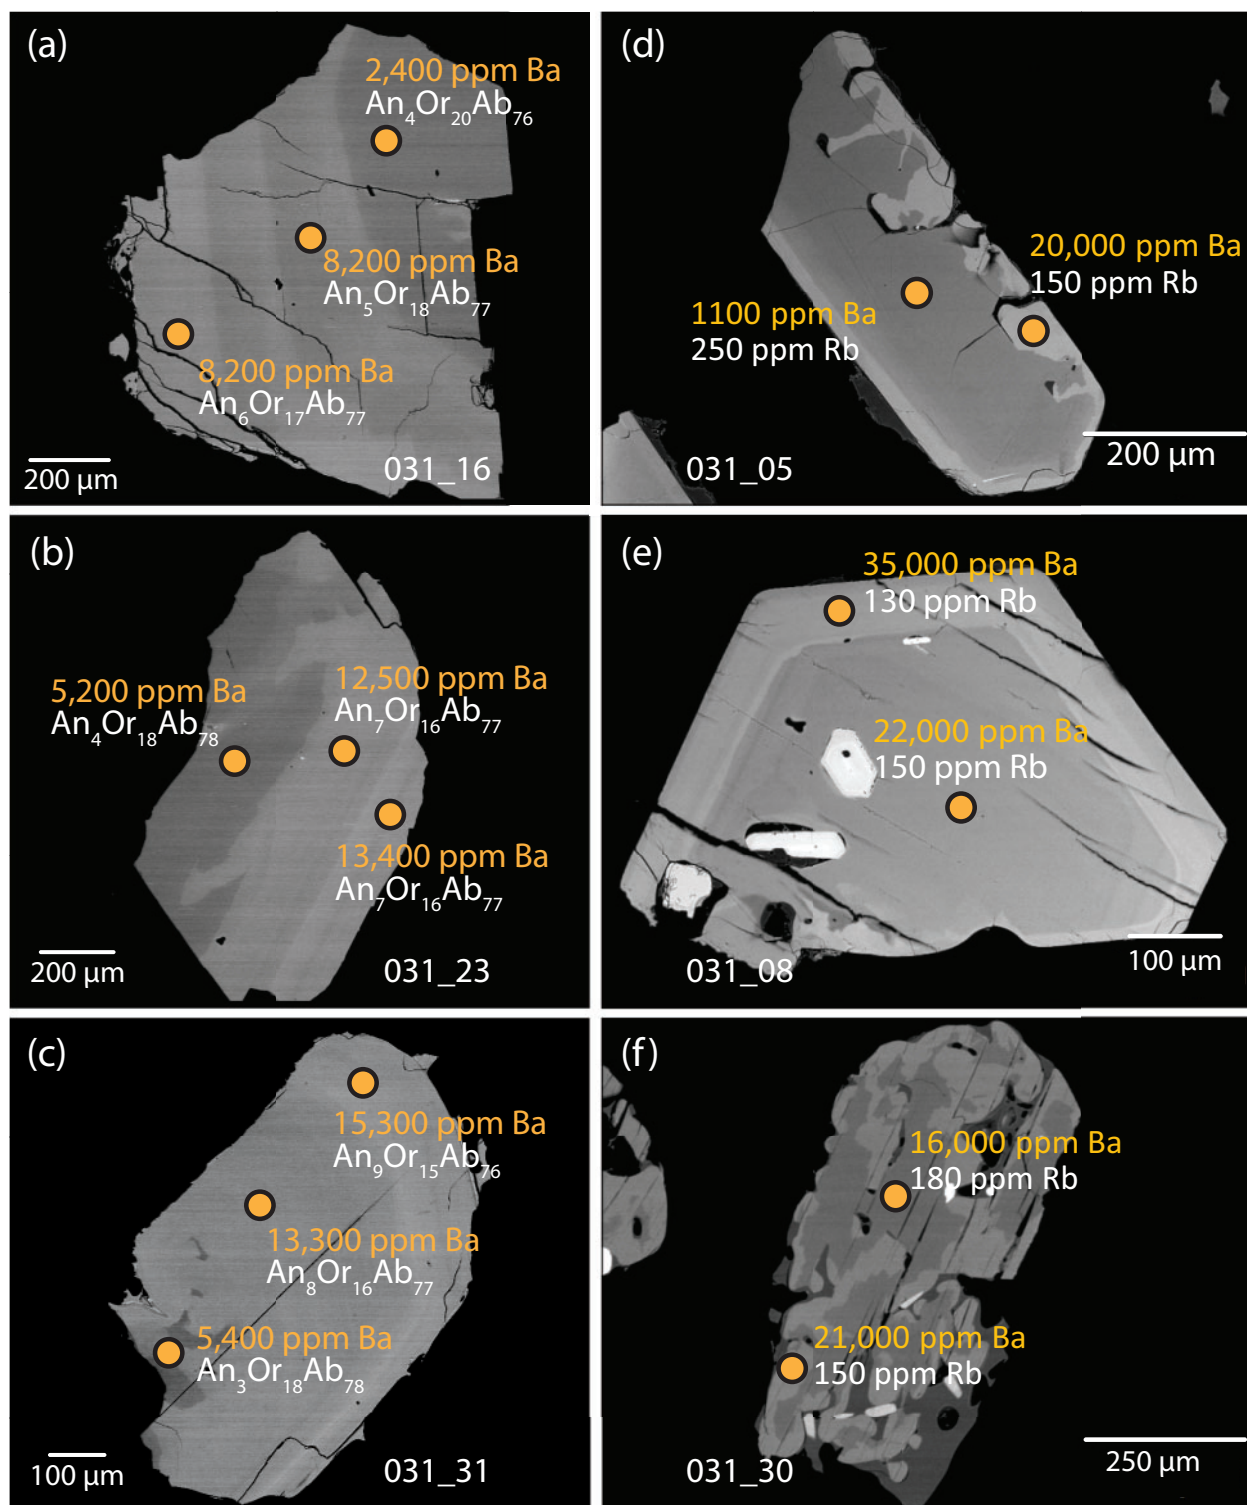 (a)
2,400 ppm Ba
An4Or20Ab76
8,200 ppm Ba
An5Or18Ab77
8,200 ppm Ba
An6Or17Ab77
200 µm
031_16
(b)
5,200 ppm Ba
An4Or18Ab78
12,500 ppm Ba
An7Or16Ab77
13,400 ppm Ba
An7Or16Ab77
200 µm
031_23
(c)
15,300 ppm Ba
An9Or15Ab76
13,300 ppm Ba
An8Or16Ab77
5,400 ppm Ba
An3Or18Ab78
100 µm
031_31
(d)
20,000 ppm Ba
150 ppm Rb
1100 ppm Ba
250 ppm Rb
200 µm
031_05
(e)
35,000 ppm Ba
130 ppm Rb
22,000 ppm Ba
150 ppm Rb
100 µm
031_08
(f)
16,000 ppm Ba
180 ppm Rb
21,000 ppm Ba
150 ppm Rb
250 µm
031_30